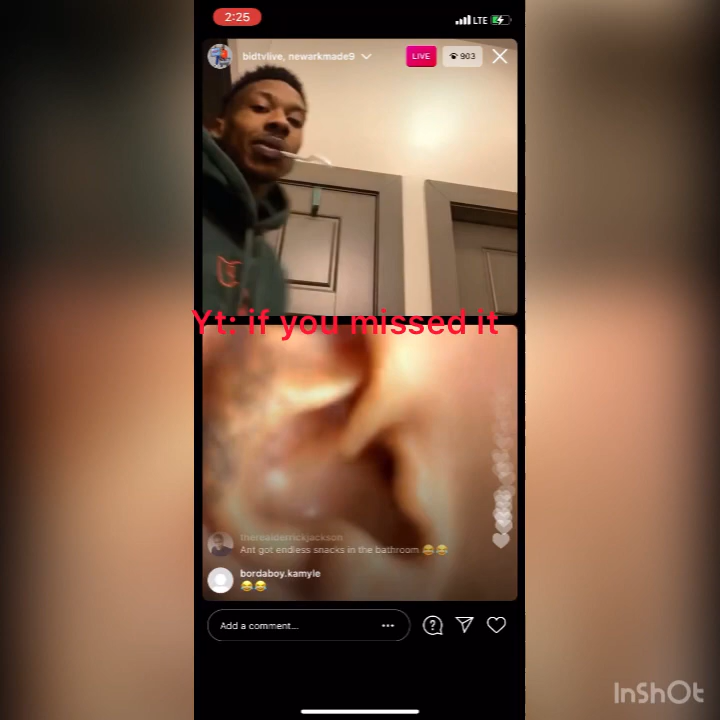 2:25
LTE
bidtvlive, newarkmade9
LIVE
903
Yt: if you missed it
therealderrickjackson
Ant got endless snacks in the bathroom 😂😂
bordaboy.kamyle
😂😂
Add a comment...
InShOt